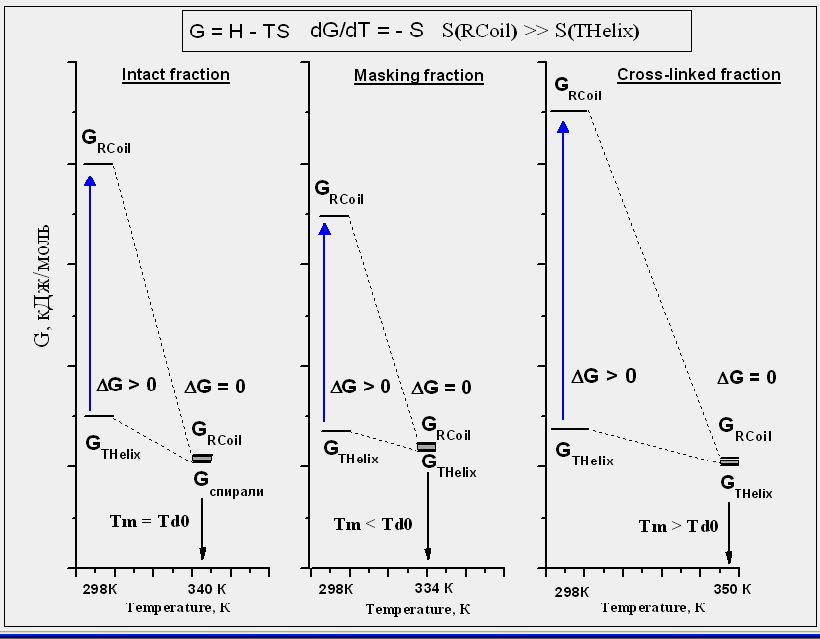 G = H - TS dG/dT = - S S(RCoil) >> S(THelix)
Intact fraction
Masking fraction
Cross-linked fraction
G, кДж/моль
GRCoil
ΔG > 0
ΔG = 0
GRCoil
GTHelix
Gспирали
Tm = Td0
298K
340 K
Temperature, K
GRCoil
ΔG > 0
ΔG = 0
GRCoil
GTHelix
GTHelix
Tm < Td0
298K
334 K
Temperature, K
GRCoil
ΔG > 0
ΔG = 0
GRCoil
GTHelix
GTHelix
Tm > Td0
298K
350 K
Temperature, K